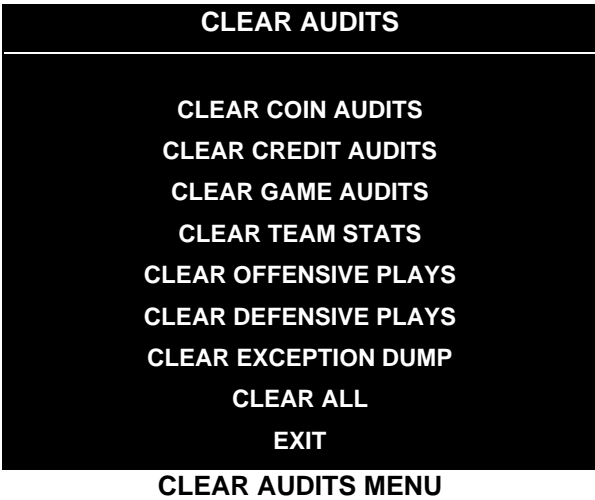 CLEAR AUDITS
CLEAR COIN AUDITS
CLEAR CREDIT AUDITS
CLEAR GAME AUDITS
CLEAR TEAM STATS
CLEAR OFFENSIVE PLAYS
CLEAR DEFENSIVE PLAYS
CLEAR EXCEPTION DUMP
CLEAR ALL
EXIT
CLEAR AUDITS MENU